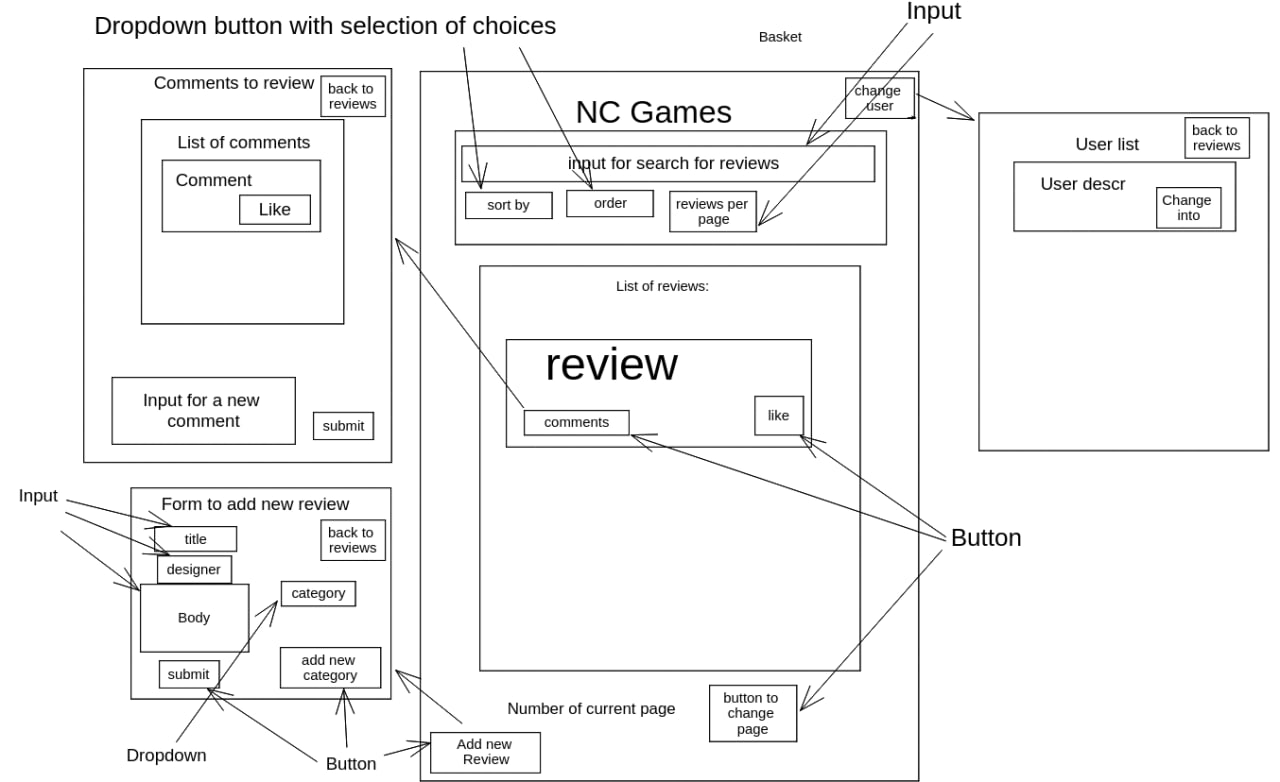 Dropdown button with selection of choices
Input
Basket
Comments to review
back to
reviews
List of comments
Comment
Like
Input for a new
comment
submit
NC Games
change
user
input for search for reviews
sort by
order
reviews per
page
List of reviews:
review
comments
like
Number of current page
button to
change
page
Add new
Review
User list
back to
reviews
User descr
Change
into
Button
Input
Form to add new review
back to
reviews
title
designer
Body
category
submit
add new
category
Dropdown
Button